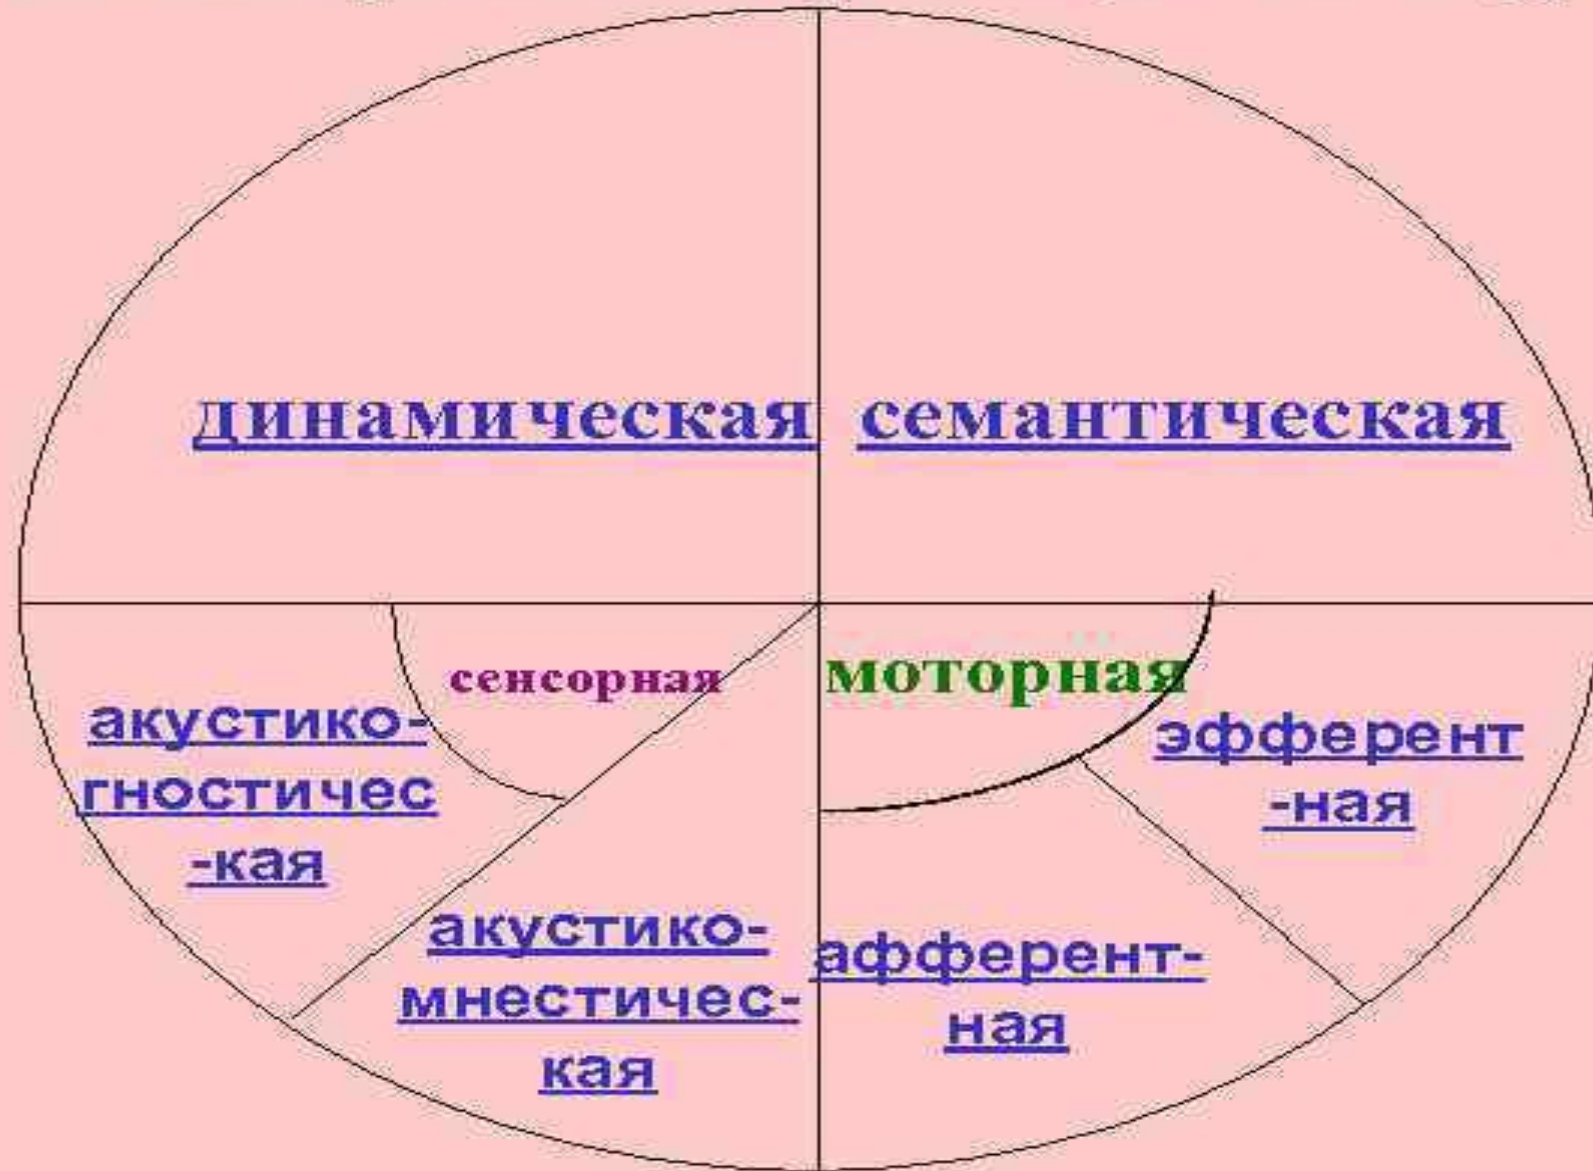 динамическая семантическая
сенсорная
моторная
акустико-
гностичес
-кая
эфферент
-ная
акустико-
мнестичес-
кая
афферент-
ная